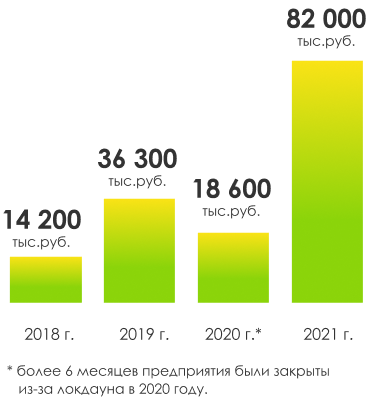 82 000
тыс.руб.
36 300
тыс.руб.
18 600
тыс.руб.
14 200
тыс.руб.
2018 г. 2019 г. 2020 г.* 2021 г.
* более 6 месяцев предприятия были закрыты
из-за локдауна в 2020 году.